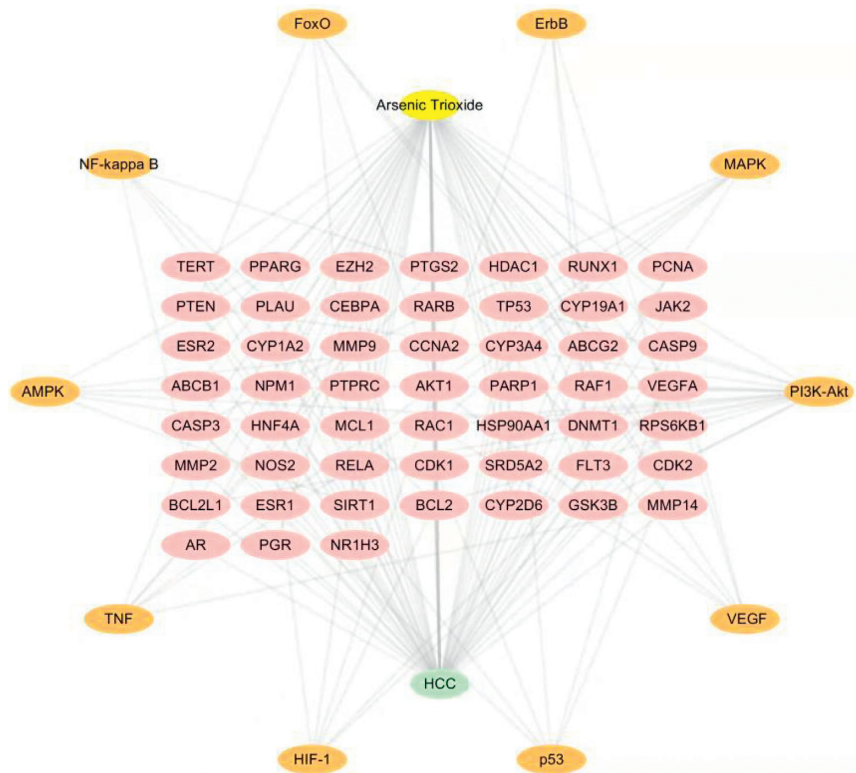 FoxO ErbB
Arsenic Trioxide
NF-kappa B MAPK
TERT PPARG EZH2 PTGS2 HDAC1 RUNX1 PCNA
PTEN PLAU CEBPA RARB TP53 CYP19A1 JAK2
ESR2 CYP1A2 MMP9 CCNA2 CYP3A4 ABCG2 CASP9
AMPK ABCB1 NPM1 PTPRC AKT1 PARP1 RAF1 VEGFA PI3K-Akt
CASP3 HNF4A MCL1 RAC1 HSP90AA1 DNMT1 RPS6KB1
MMP2 NOS2 RELA CDK1 SRD5A2 FLT3 CDK2
BCL2L1 ESR1 SIRT1 BCL2 CYP2D6 GSK3B MMP14
AR PGR NR1H3
TNF VEGF
HCC
HIF-1 p53